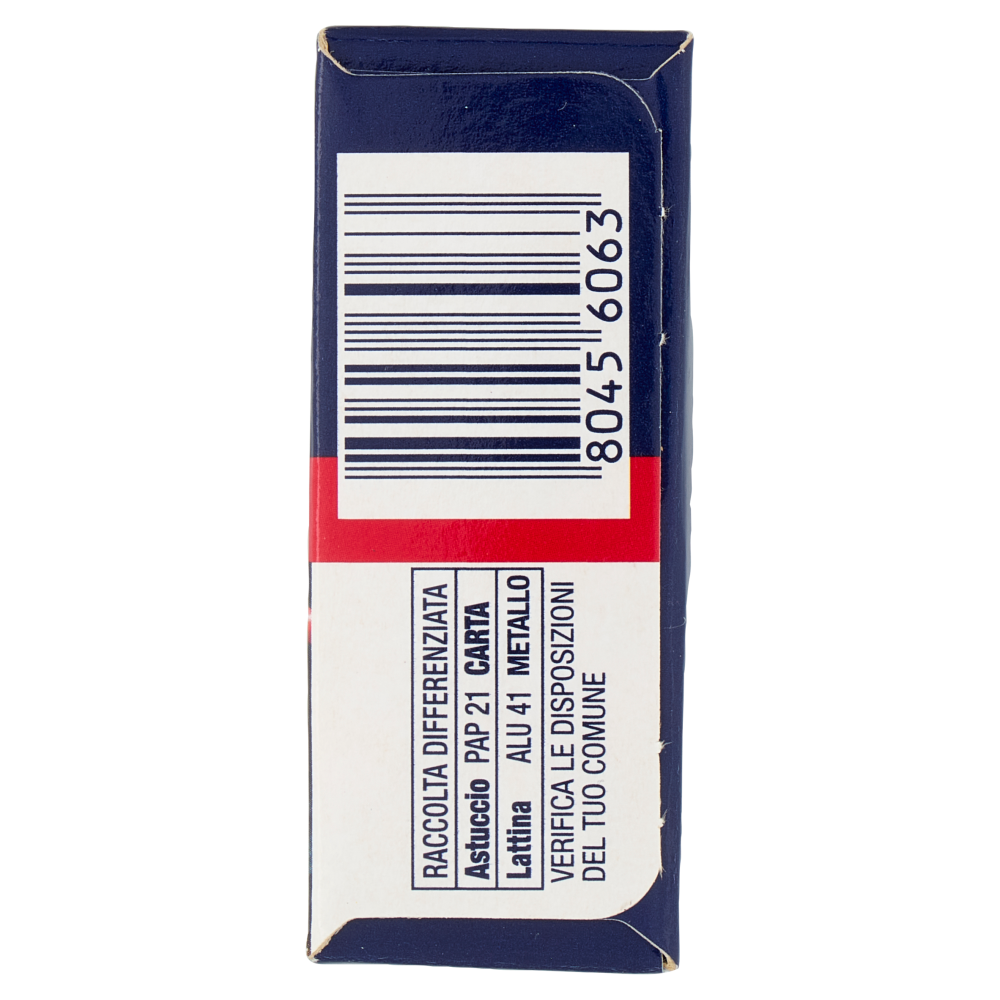 8045 6063
RACCOLTA DIFFERENZIATA
Astuccio PAP 21 CARTA
Lattina ALU 41 METALLO
VERIFICA LE DISPOSIZIONI
DEL TUO COMUNE